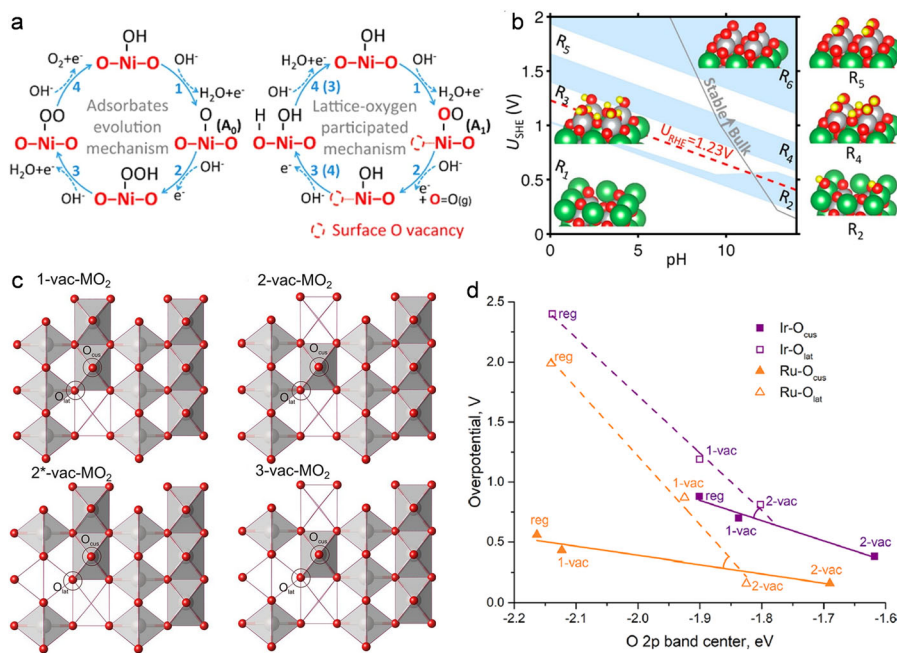 a
OH
O–Ni–O
O₂+e⁻
OH⁻
4
OH⁻
1
H₂O+e⁻
OO
O–Ni–O
Adsorbates
evolution
mechanism
O
O–Ni–O
(A₀)
H₂O+e⁻
OH⁻
3
OOH
O–Ni–O
2
OH⁻
e⁻
OH
O–Ni–O
H₂O+e⁻
OH⁻
4 (3)
OH⁻
1
H₂O+e⁻
H OH
O–Ni–O
Lattice-oxygen
participated
mechanism
OO
NiO
(A₁)
e⁻
OH⁻
3 (4)
OH
Ni–O
2
OH⁻
e⁻
+ O=O(g)
Surface O vacancy
b
2
1.5
1
0.5
0
U_SHE (V)
0
5
10
pH
R₅
R₃
R₁
R₆
R₄
R₂
Stable
Bulk
U_RHE=1.23V
R₅
R₄
R₂
c
1-vac-MO₂
O_cus
O_lat
2-vac-MO₂
O_cus
O_lat
2*-vac-MO₂
O_cus
O_lat
3-vac-MO₂
O_cus
O_lat
d
2.5
2.0
1.5
1.0
0.5
0.0
Overpotential, V
-2.2
-2.1
-2.0
-1.9
-1.8
-1.7
-1.6
O 2p band center, eV
Ir-O_cus
Ir-O_lat
Ru-O_cus
Ru-O_lat
reg
reg
1-vac
1-vac
reg
2-vac
1-vac
reg
1-vac
2-vac
2-vac
2-vac